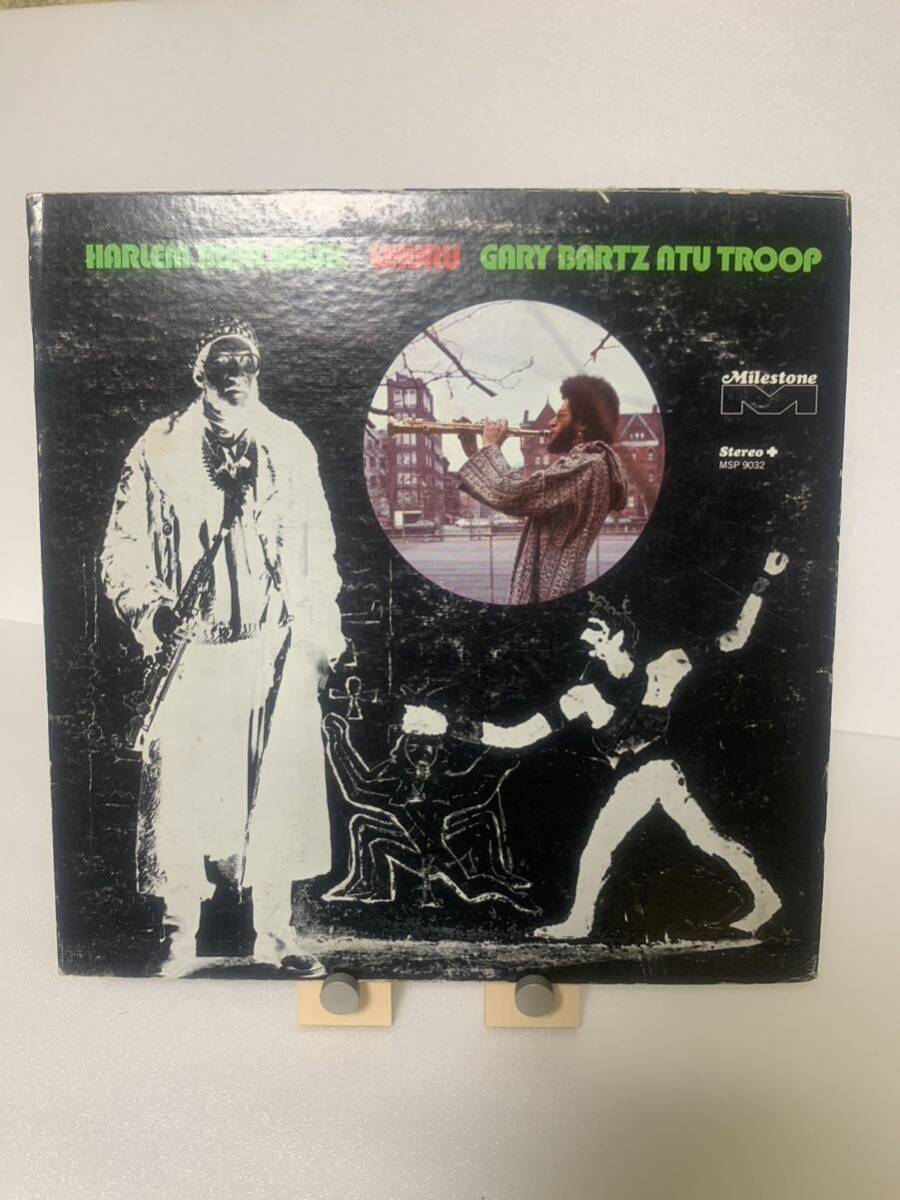 HARLEM BUSH MUSIC UHURU GARY BARTZ NTU TROOP
Milestone
M
Stereo +
MSP 9032